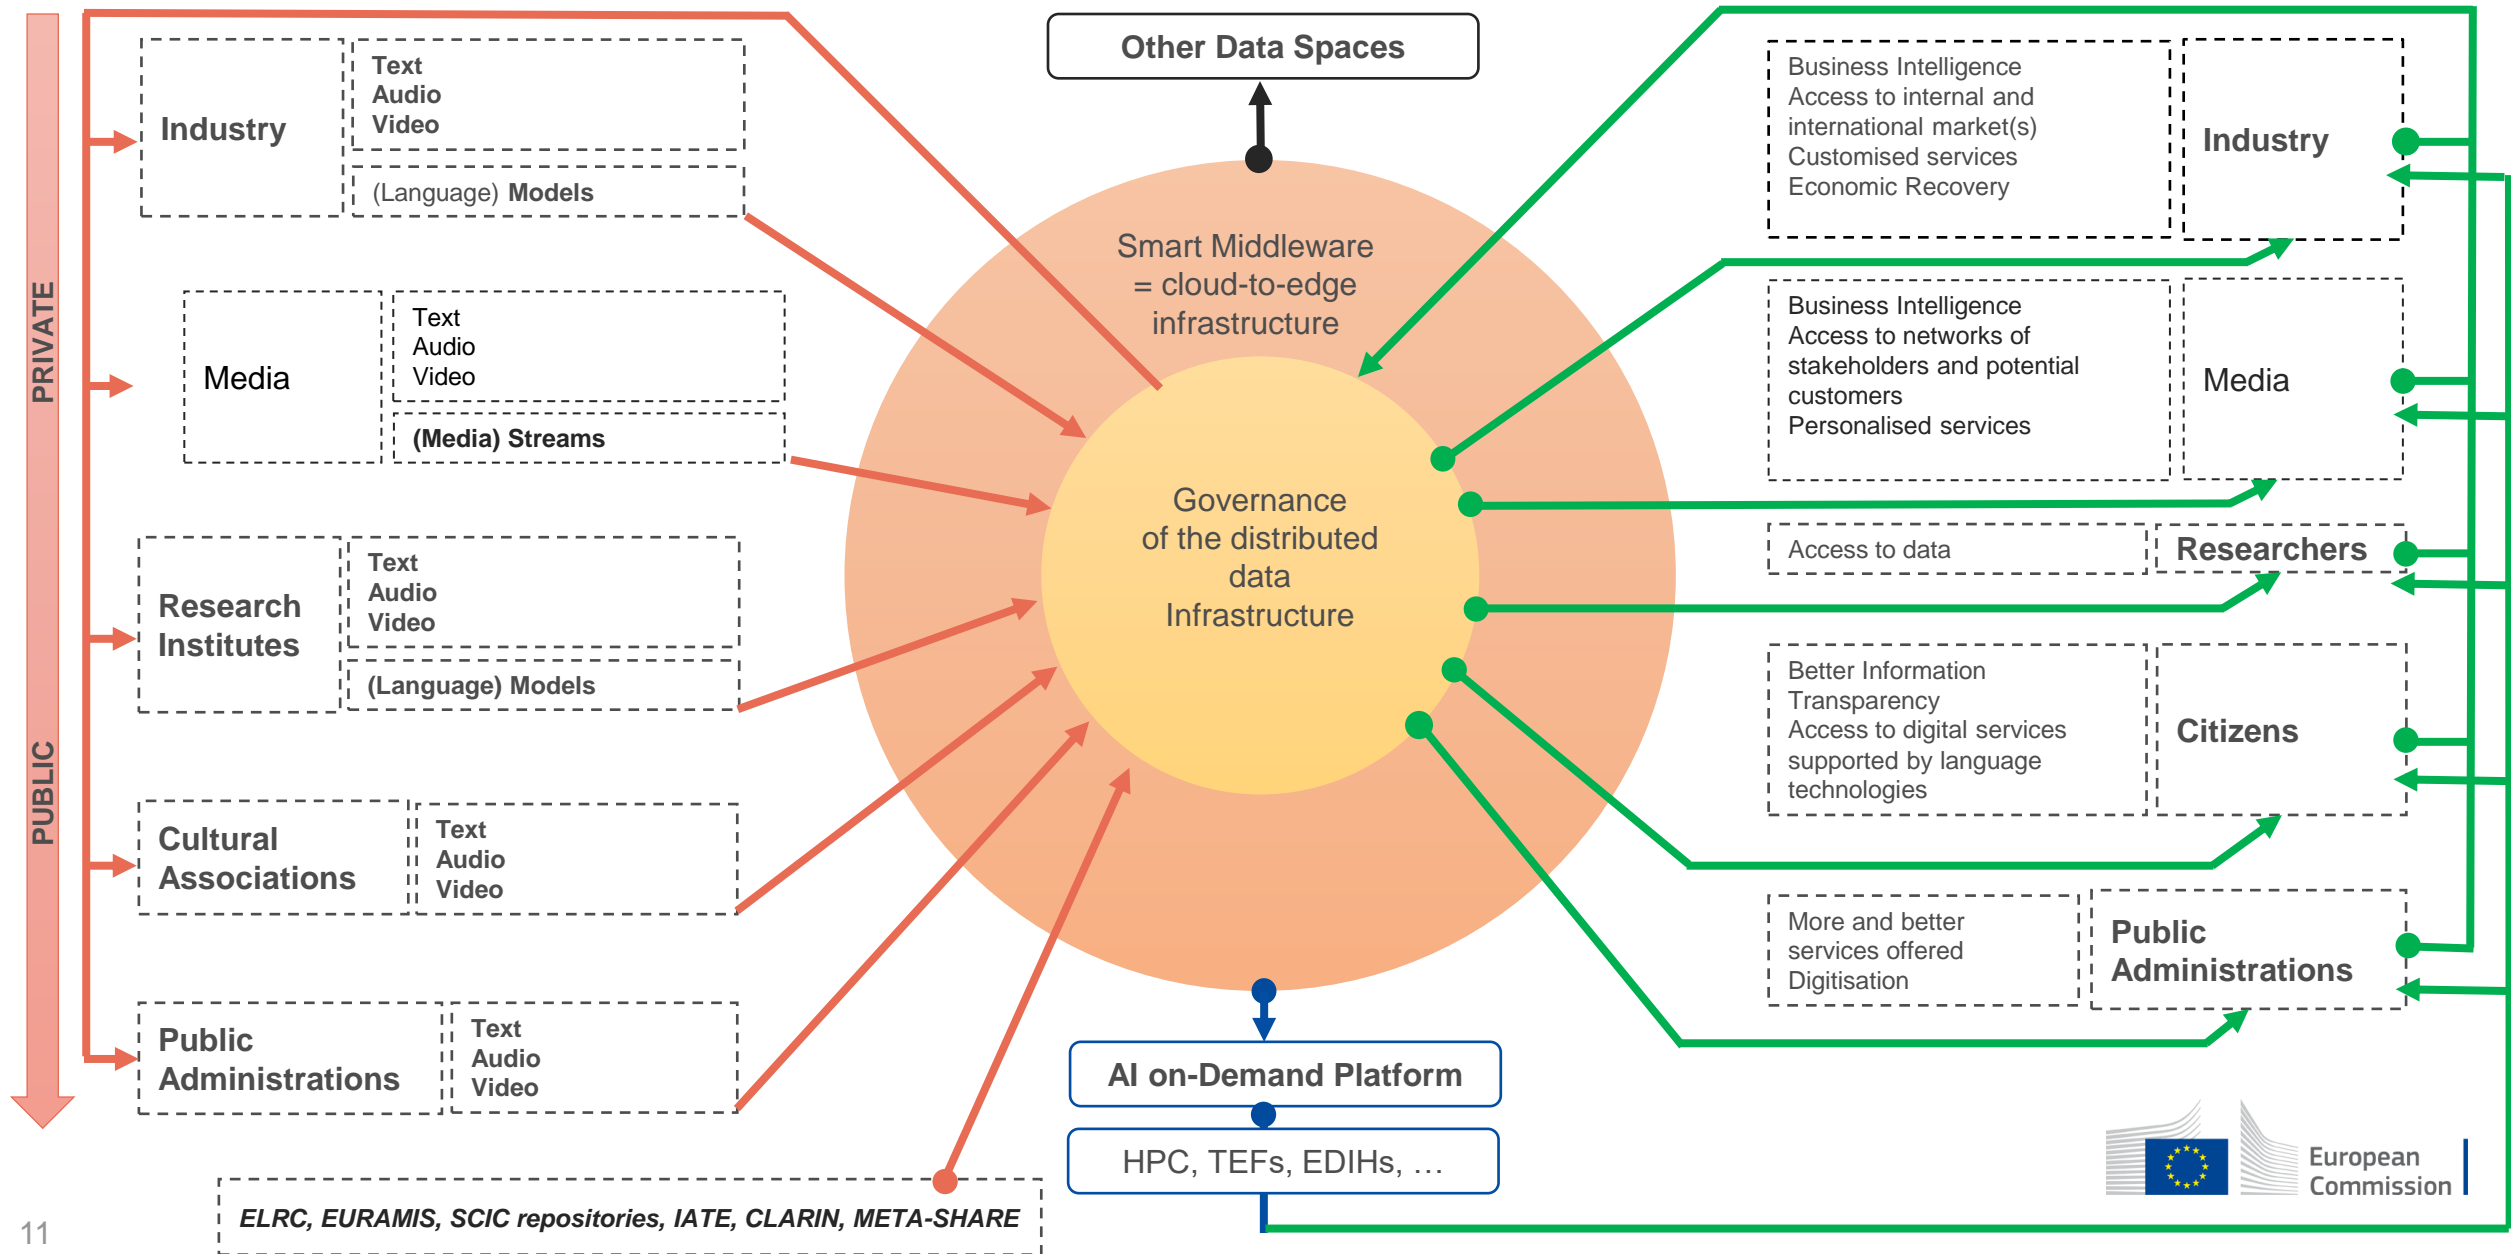 PRIVATE
PUBLIC
Industry
Text
Audio
Video
(Language) Models
Media
Text
Audio
Video
(Media) Streams
Research
Institutes
Text
Audio
Video
(Language) Models
Cultural
Associations
Text
Audio
Video
Public
Administrations
Text
Audio
Video
ELRC, EURAMIS, SCIC repositories, IATE, CLARIN, META-SHARE
11
Other Data Spaces
Smart Middleware
= cloud-to-edge
infrastructure
Governance
of the distributed
data
Infrastructure
AI on-Demand Platform
HPC, TEFs, EDIHs, …
Business Intelligence
Access to internal and
international market(s)
Customised services
Economic Recovery
Industry
Business Intelligence
Access to networks of
stakeholders and potential
customers
Personalised services
Media
Access to data
Researchers
Better Information
Transparency
Access to digital services
supported by language
technologies
Citizens
More and better
services offered
Digitisation
Public
Administrations
European
Commission